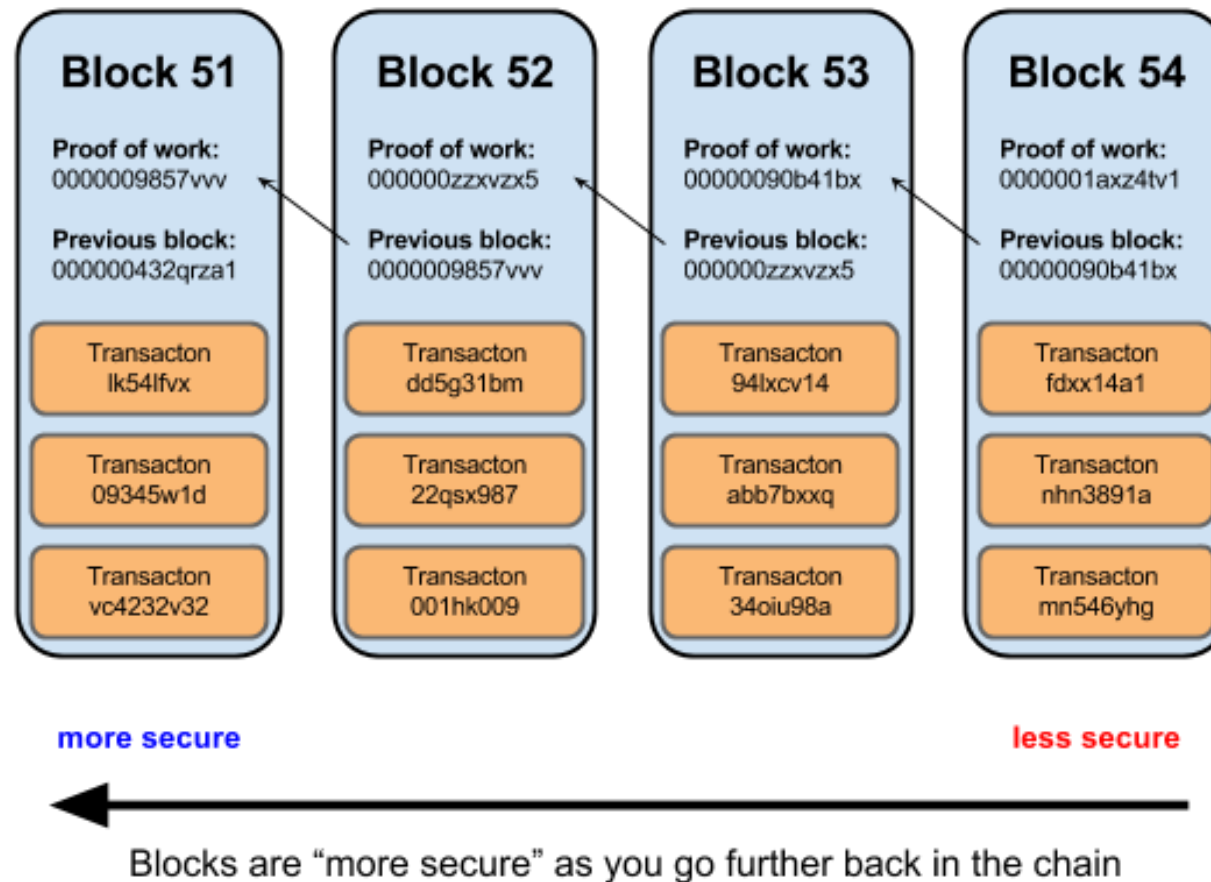 Block 51
Proof of work:
0000009857vvv
Previous block:
000000432qrza1
Transacton
lk54lfvx
Transacton
09345w1d
Transacton
vc4232v32
Block 52
Proof of work:
000000zzxvzx5
Previous block:
0000009857vvv
Transacton
dd5g31bm
Transacton
22qsx987
Transacton
001hk009
Block 53
Proof of work:
00000090b41bx
Previous block:
000000zzxvzx5
Transacton
94lxcv14
Transacton
abb7bxxq
Transacton
34oiu98a
Block 54
Proof of work:
0000001axz4tv1
Previous block:
00000090b41bx
Transacton
fdxx14a1
Transacton
nhn3891a
Transacton
mn546yhg
more secure
less secure
Blocks are “more secure” as you go further back in the chain